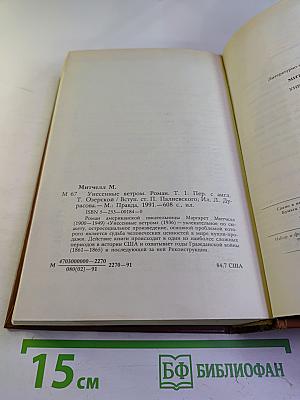 Митчелл М.
М 67 Унесенные ветром. Роман. Т. 1: Пер. с англ.
Т. Озерской / Вступ. ст. П. Палиевского, Ил. Л. Ду-
расова.— М.: Правда, 1991.—608 с., ил.
ISBN 5—253—00184—0
Роман американской писательницы Маргарет Митчелл
(1900—1949) «Унесенные ветром» (1936) — увлекательное по сю-
жету, остросоциальное произведение, основной проблемой кото-
рого является судьба человеческих ценностей в мире купли-про-
дажи. Действие книги происходит в один из наиболее сложных
периодов в истории США и охватывает годы Гражданской войны
(1861—1865) и последующей за ней Реконструкции.
М 4703000000—2270
080(02)—91 2270—91
84.7 США
Литературно-
15 см
БФ БИБЛИОФАН